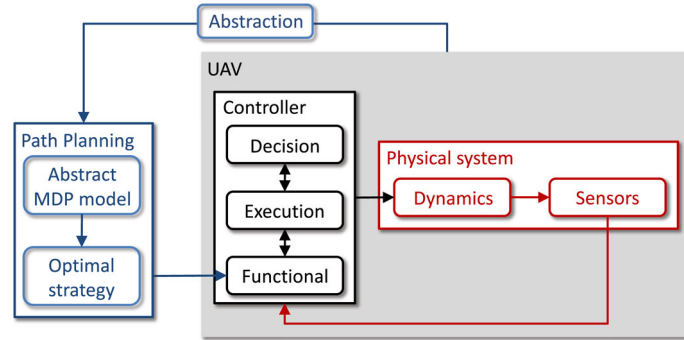 Abstraction
UAV
Controller
Decision
Execution
Functional
Path Planning
Abstract
MDP model
Optimal
strategy
Physical system
Dynamics
Sensors